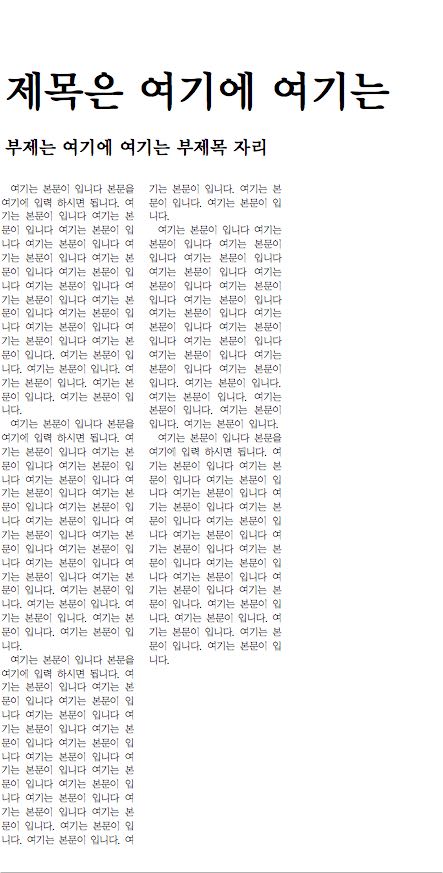 제목은 여기에 여기는
부제는 여기에 여기는 부제목 자리
여기는 본문이 입니다 본문을
여기에 입력 하시면 됩니다. 여
기는 본문이 입니다 여기는 본
문이 입니다 여기는 본문이 입
니다 여기는 본문이 입니다 여
기는 본문이 입니다 여기는 본
문이 입니다 여기는 본문이 입
니다 여기는 본문이 입니다 여
기는 본문이 입니다 여기는 본
문이 입니다 여기는 본문이 입
니다 여기는 본문이 입니다 여
기는 본문이 입니다 여기는 본
문이 입니다. 여기는 본문이 입
니다. 여기는 본문이 입니다. 여
기는 본문이 입니다. 여기는 본
문이 입니다. 여기는 본문이 입
니다.
여기는 본문이 입니다 본문을
여기에 입력 하시면 됩니다. 여
기는 본문이 입니다 여기는 본
문이 입니다 여기는 본문이 입
니다 여기는 본문이 입니다 여
기는 본문이 입니다 여기는 본
문이 입니다 여기는 본문이 입
니다 여기는 본문이 입니다 여
기는 본문이 입니다 여기는 본
문이 입니다 여기는 본문이 입
니다 여기는 본문이 입니다 여
기는 본문이 입니다 여기는 본
문이 입니다. 여기는 본문이 입
니다. 여기는 본문이 입니다. 여
기는 본문이 입니다. 여기는 본
문이 입니다. 여기는 본문이 입
니다.
여기는 본문이 입니다 본문을
여기에 입력 하시면 됩니다. 여
기는 본문이 입니다 여기는 본
문이 입니다 여기는 본문이 입
니다 여기는 본문이 입니다 여
기는 본문이 입니다 여기는 본
문이 입니다 여기는 본문이 입
니다 여기는 본문이 입니다 여
기는 본문이 입니다 여기는 본
문이 입니다 여기는 본문이 입
니다 여기는 본문이 입니다 여
기는 본문이 입니다 여기는 본
문이 입니다. 여기는 본문이 입
니다. 여기는 본문이 입니다. 여
기는 본문이 입니다. 여기는 본
문이 입니다. 여기는 본문이 입
니다.
여기는 본문이 입니다 여기는
본문이 입니다 여기는 본문이
입니다 여기는 본문이 입니다
여기는 본문이 입니다 여기는
본문이 입니다 여기는 본문이
입니다 여기는 본문이 입니다
여기는 본문이 입니다 여기는
본문이 입니다 여기는 본문이
입니다 여기는 본문이 입니다
여기는 본문이 입니다 여기는
본문이 입니다 여기는 본문이
입니다. 여기는 본문이 입니다.
여기는 본문이 입니다. 여기는
본문이 입니다. 여기는 본문이
입니다. 여기는 본문이 입니다.
여기는 본문이 입니다 본문을
여기에 입력 하시면 됩니다. 여
기는 본문이 입니다 여기는 본
문이 입니다 여기는 본문이 입
니다 여기는 본문이 입니다 여
기는 본문이 입니다 여기는 본
문이 입니다 여기는 본문이 입
니다 여기는 본문이 입니다 여
기는 본문이 입니다 여기는 본
문이 입니다 여기는 본문이 입
니다 여기는 본문이 입니다 여
기는 본문이 입니다 여기는 본
문이 입니다. 여기는 본문이 입
니다. 여기는 본문이 입니다. 여
기는 본문이 입니다. 여기는 본
문이 입니다. 여기는 본문이 입
니다.